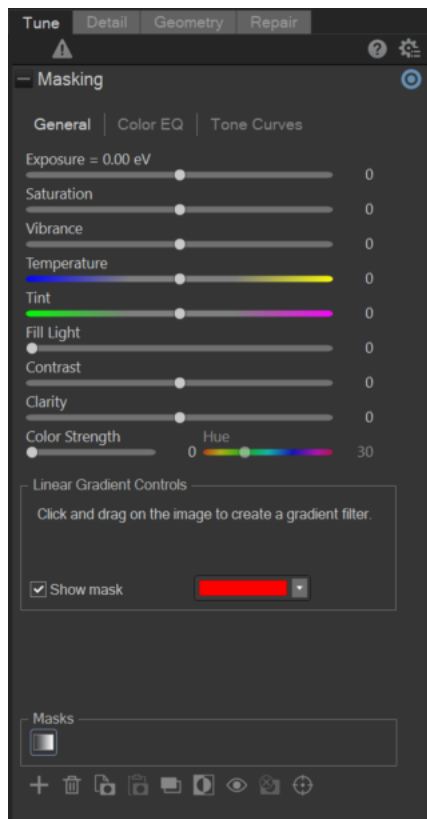 Tune Detail Geometry Repair
Masking
General Color EQ Tone Curves
Exposure = 0.00 eV
0
Saturation
0
Vibrance
0
Temperature
0
Tint
0
Fill Light
0
Contrast
0
Clarity
0
Color Strength Hue
0 30
Linear Gradient Controls
Click and drag on the image to create a gradient filter.
Show mask
Masks